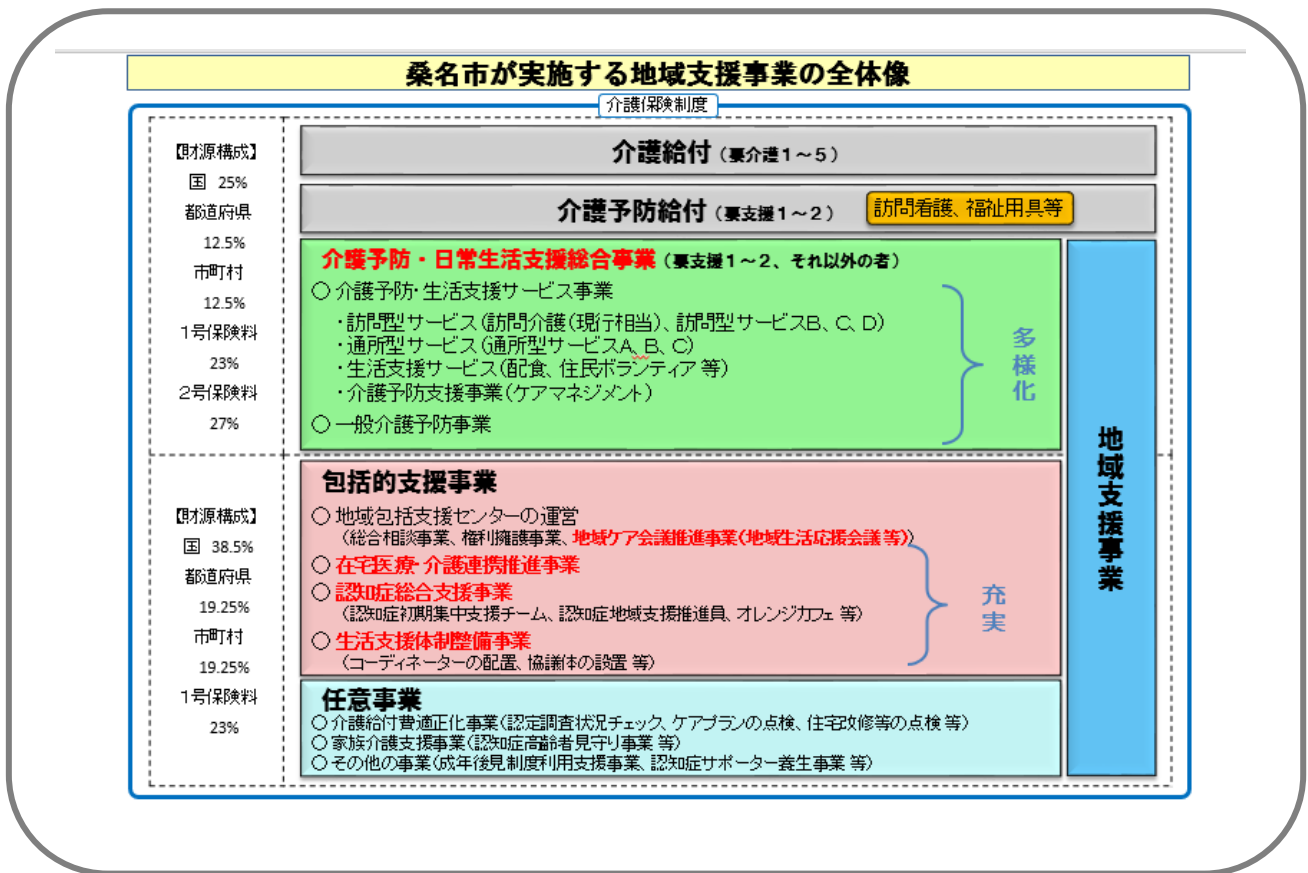 桑名市が実施する地域支援事業の全体像
介護保険制度
【財源構成】
国 25%
都道府県
12.5%
市町村
12.5%
1号保険料
23%
2号保険料
27%
介護給付（要介護1～5）
介護予防給付（要支援1～2）
訪問看護、福祉用具等
介護予防・日常生活支援総合事業（要支援1～2、それ以外の者）
○ 介護予防・生活支援サービス事業
・訪問型サービス（訪問介護（現行相当）、訪問型サービスB、C、D）
・通所型サービス（通所型サービスA、B、C）
・生活支援サービス（配食、住民ボランティア 等）
・介護予防支援事業（ケアマネジメント）
○ 一般介護予防事業
多様化
【財源構成】
国 38.5%
都道府県
19.25%
市町村
19.25%
1号保険料
23%
包括的支援事業
○ 地域包括支援センターの運営
（総合相談事業、権利擁護事業、地域ケア会議推進事業（地域生活応援会議 等））
○ 在宅医療・介護連携推進事業
○ 認知症総合支援事業
（認知症初期集中支援チーム、認知症地域支援推進員、オレンジカフェ 等）
○ 生活支援体制整備事業
（コーディネーターの配置、協議体の設置 等）
充実
任意事業
○ 介護給付費適正化事業（認定調査状況チェック、ケアプランの点検、住宅改修等の点検 等）
○ 家族介護支援事業（認知症高齢者見守り事業 等）
○ その他の事業（成年後見制度利用支援事業、認知症サポーター養生事業 等）
地域支援事業